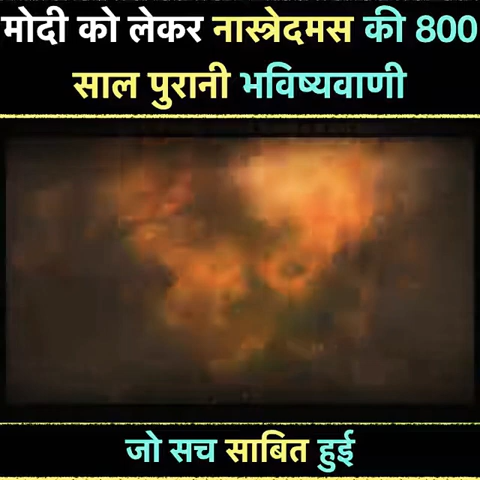 मोदी को लेकर नास्त्रेदमस की 800
साल पुरानी भविष्यवाणी
जो सच साबित हुई